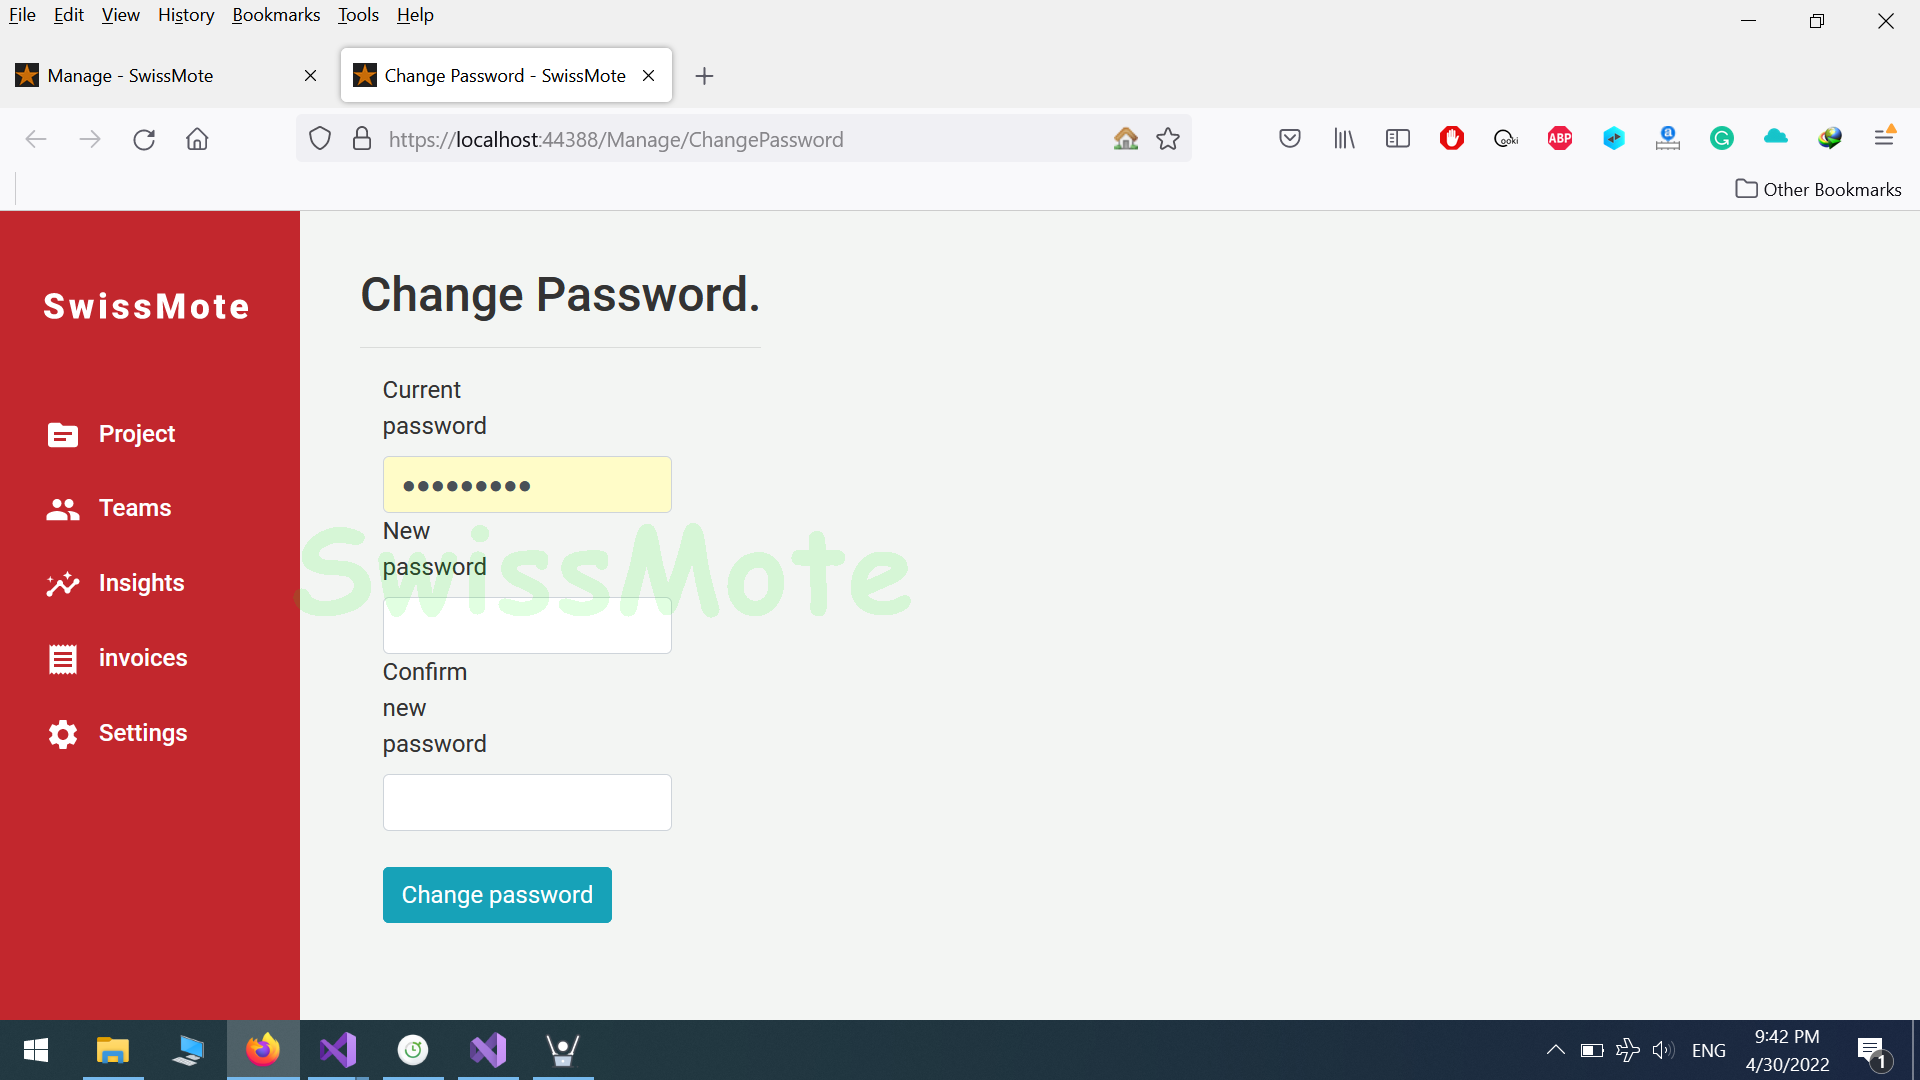 File Edit View History Bookmarks Tools Help
Manage - SwissMote
Change Password - SwissMote
https://localhost:44388/Manage/ChangePassword
ooki
ABP
a
G
Other Bookmarks
SwissMote
Project
Teams
Insights
invoices
Settings
Change Password.
Current
password
New
password
SwissMote
Confirm
new
password
Change password
ENG
9:42 PM
4/30/2022
1